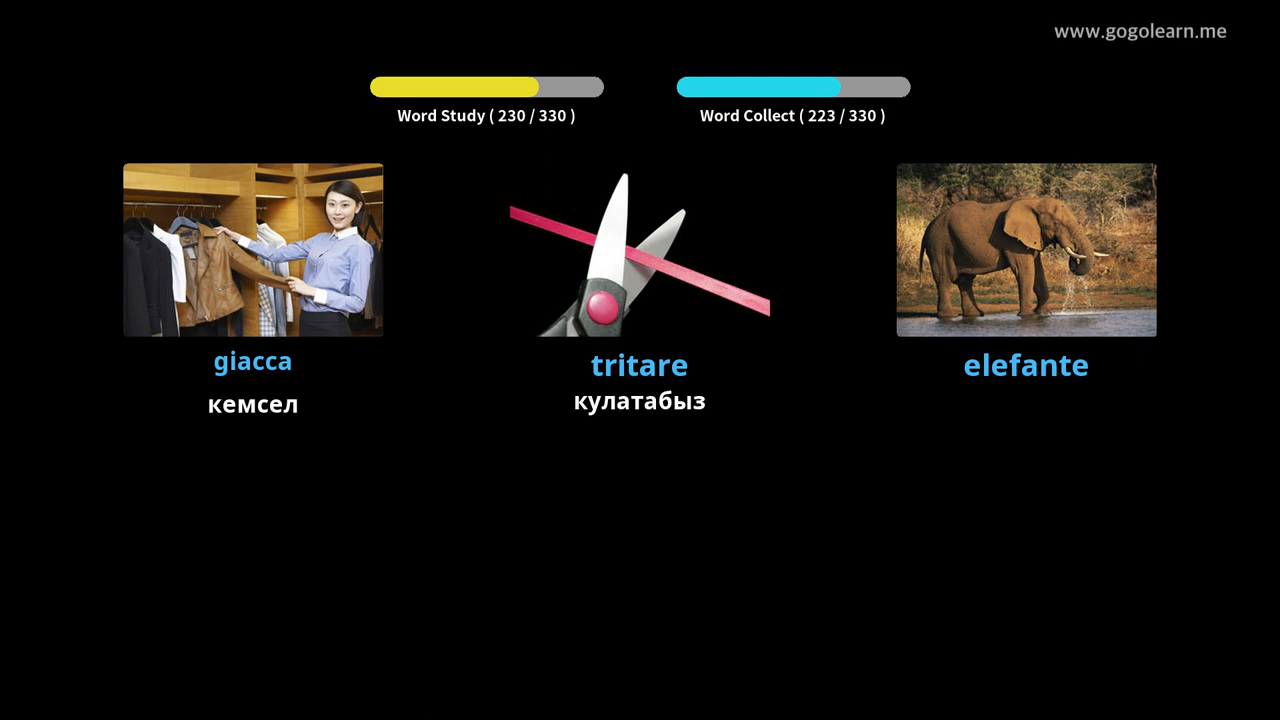 www.gogolearn.me
Word Study ( 230 / 330 )
Word Collect ( 223 / 330 )
giacca
кемсел
tritare
кулатабыз
elefante